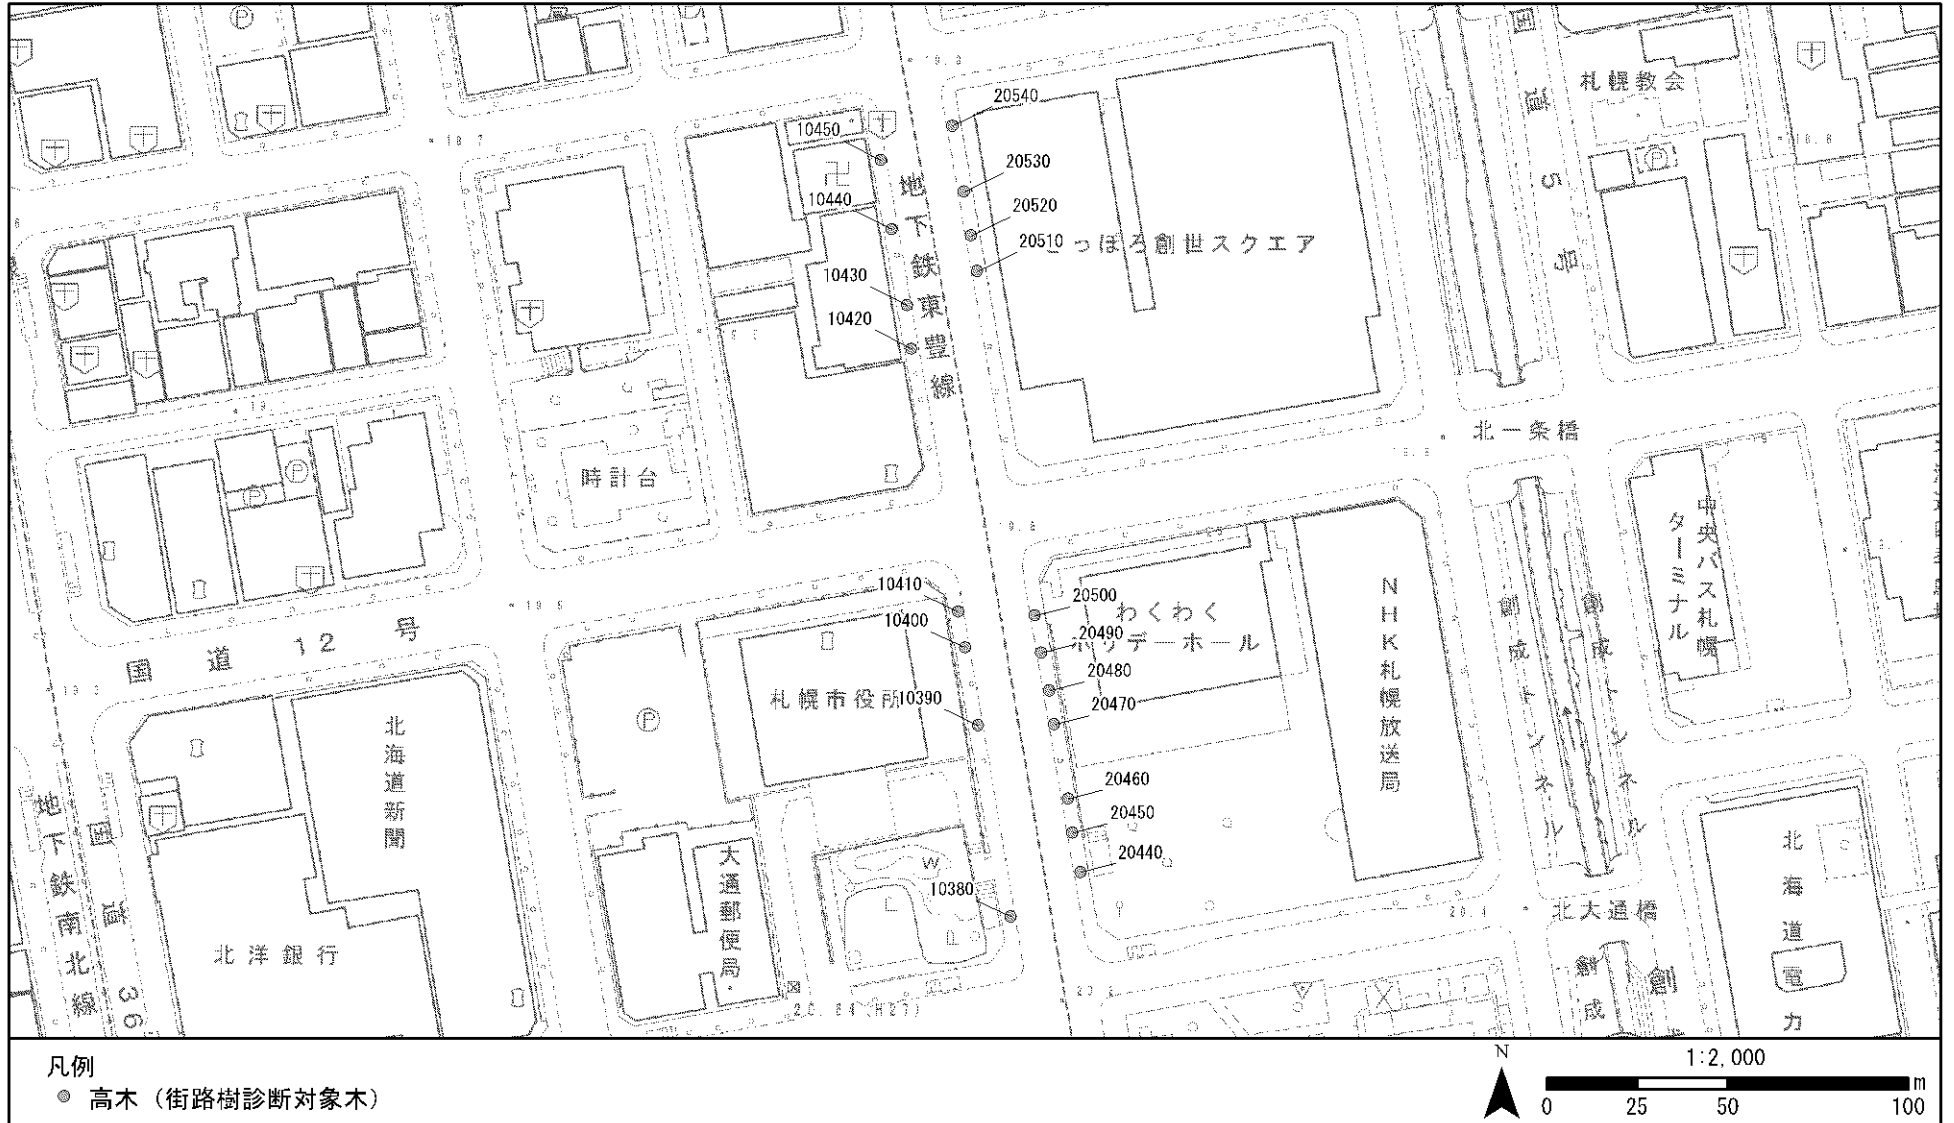 国道5号
札幌教会
20540
10450
20530
地下鉄東豊線
10440
20520
20510
っぽろ創世スクエア
10430
10420
北一条橋
時計台
中央バス札幌
ターミナル
10410
20500
わくわく
10400
20490
ホリデーホール
NHK札幌放送局
創成トンネル
創成トンネル
国道12号
20480
札幌市役所
10390
20470
北海道新聞
20460
20450
20440
地下鉄南北線
国道36
大通郵便局
W
10380
北大通橋
北海道電力
北洋銀行
創成
創
凡例
高木（街路樹診断対象木）
N
1:2,000
m
0 25 50 100